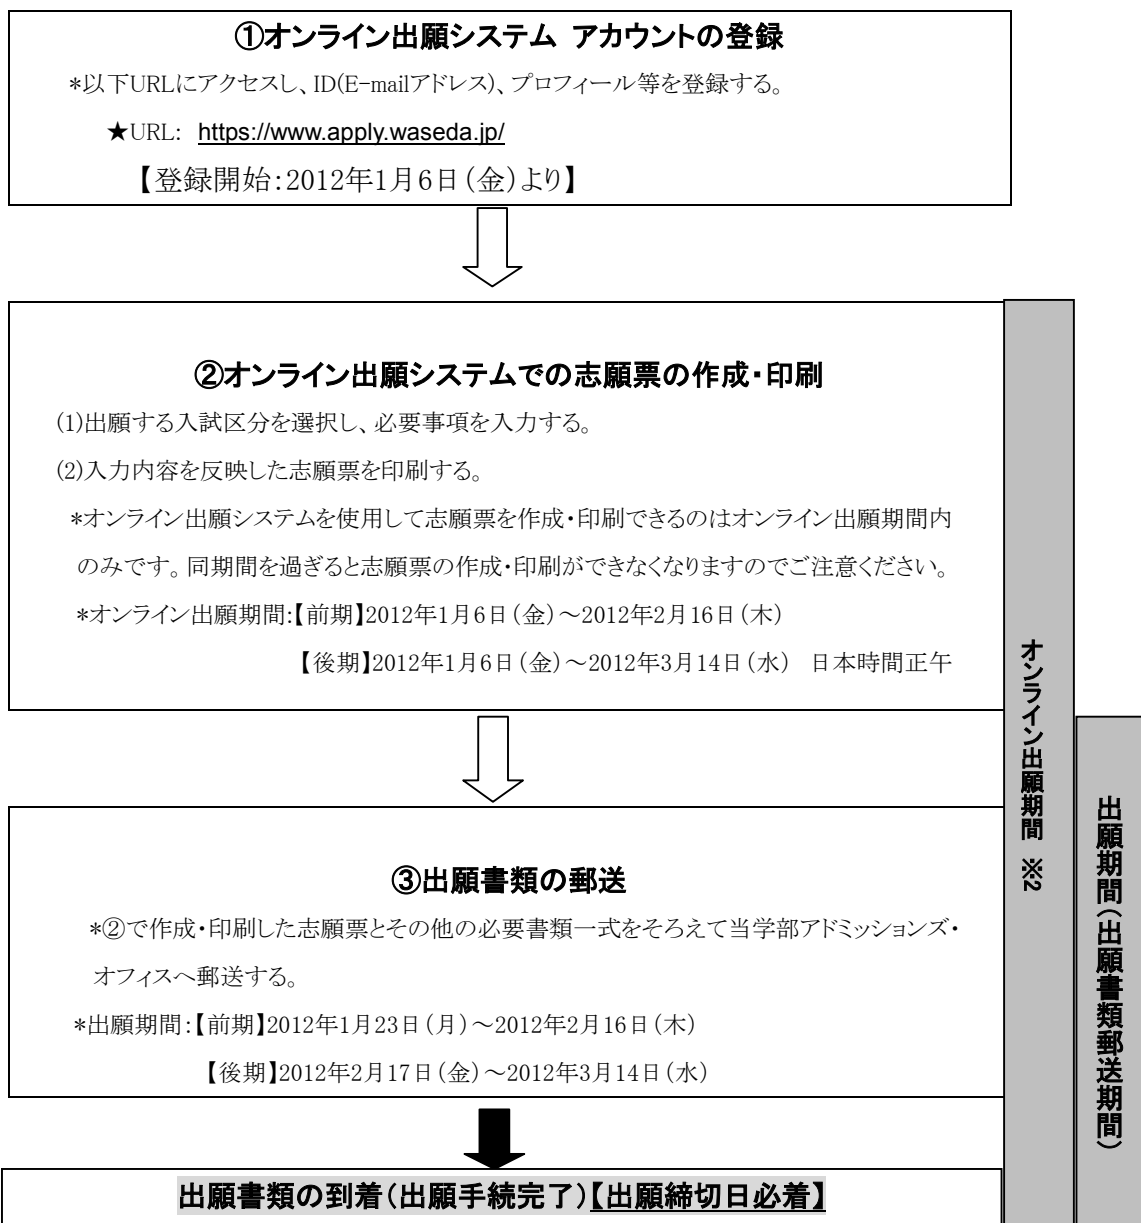 ①オンライン出願システム アカウントの登録
*以下URLにアクセスし、ID(E-mailアドレス)、プロフィール等を登録する。
★URL: https://www.apply.waseda.jp/
【登録開始:2012年1月6日(金)より】
②オンライン出願システムでの志願票の作成・印刷
(1)出願する入試区分を選択し、必要事項を入力する。
(2)入力内容を反映した志願票を印刷する。
*オンライン出願システムを使用して志願票を作成・印刷できるのはオンライン出願期間内
のみです。同期間を過ぎると志願票の作成・印刷ができなくなりますのでご注意ください。
*オンライン出願期間:【前期】2012年1月6日(金)～2012年2月16日(木)
【後期】2012年1月6日(金)～2012年3月14日(水) 日本時間正午
③出願書類の郵送
*②で作成・印刷した志願票とその他の必要書類一式をそろえて当学部アドミッションズ・
オフィスへ郵送する。
*出願期間:【前期】2012年1月23日(月)～2012年2月16日(木)
【後期】2012年2月17日(金)～2012年3月14日(水)
出願書類の到着(出願手続完了)【出願締切日必着】
オンライン出願期間 ※2
出願期間(出願書類郵送期間)